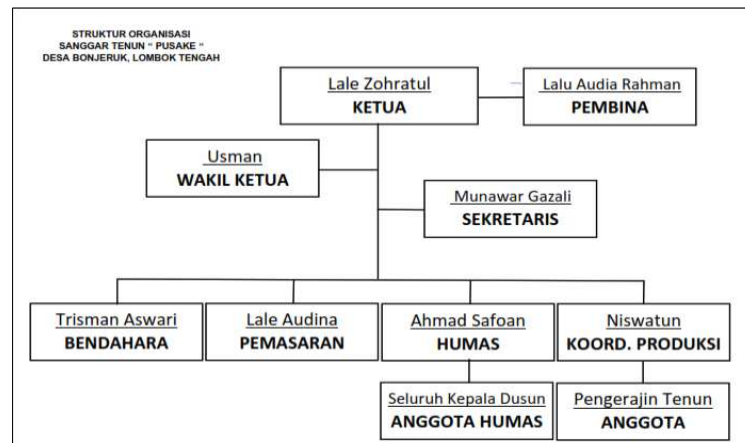 STRUKTUR ORGANISASI
SANGGAR TENUN “ PUSAKE “
DESA BONJERUK, LOMBOK TENGAH
Lale Zohratul
KETUA
Lalu Audia Rahman
PEMBINA
Usman
WAKIL KETUA
Munawar Gazali
SEKRETARIS
Trisman Aswari
BENDAHARA
Lale Audina
PEMASARAN
Ahmad Safoan
HUMAS
Niswatun
KOORD. PRODUKSI
Seluruh Kepala Dusun
ANGGOTA HUMAS
Pengerajin Tenun
ANGGOTA